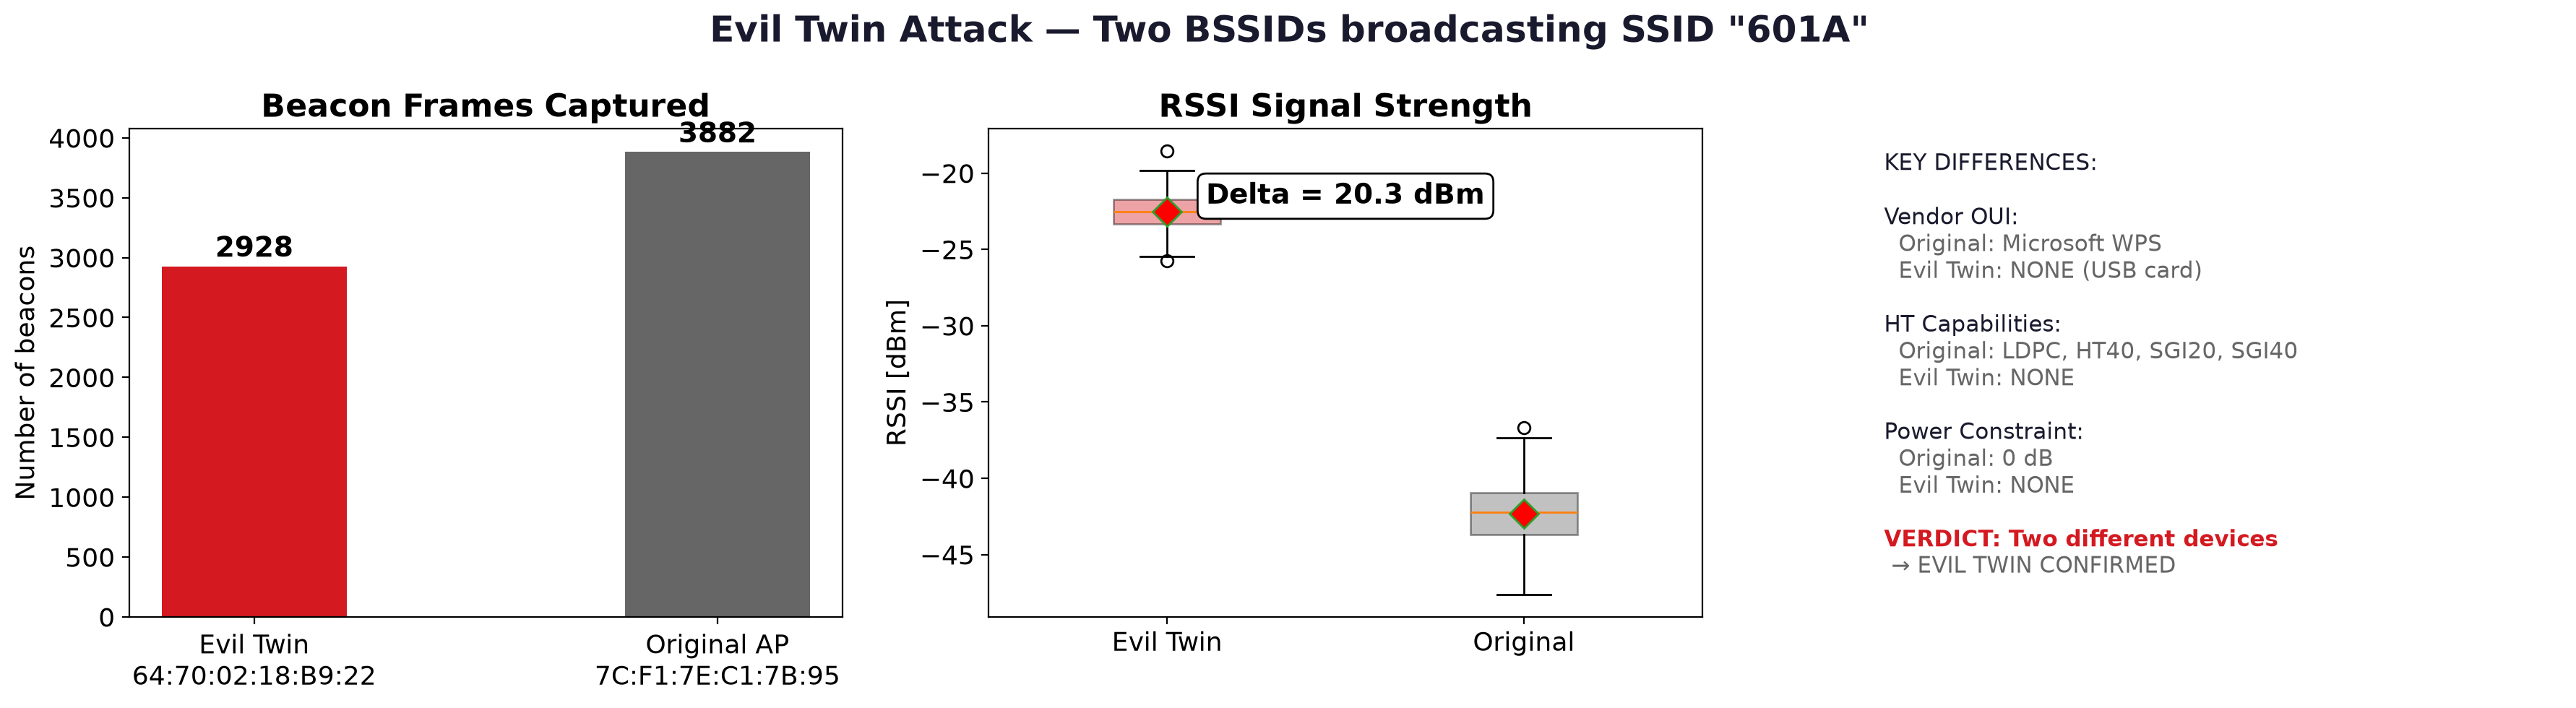 Evil Twin Attack — Two BSSIDs broadcasting SSID "601A"
Beacon Frames Captured
Number of beacons
4000
3500
3000
2500
2000
1500
1000
500
0
2928
3882
Evil Twin
64:70:02:18:B9:22
Original AP
7C:F1:7E:C1:7B:95
RSSI Signal Strength
RSSI [dBm]
−20
−25
−30
−35
−40
−45
Delta = 20.3 dBm
Evil Twin
Original
KEY DIFFERENCES:
Vendor OUI:
Original: Microsoft WPS
Evil Twin: NONE (USB card)
HT Capabilities:
Original: LDPC, HT40, SGI20, SGI40
Evil Twin: NONE
Power Constraint:
Original: 0 dB
Evil Twin: NONE
VERDICT: Two different devices
→ EVIL TWIN CONFIRMED